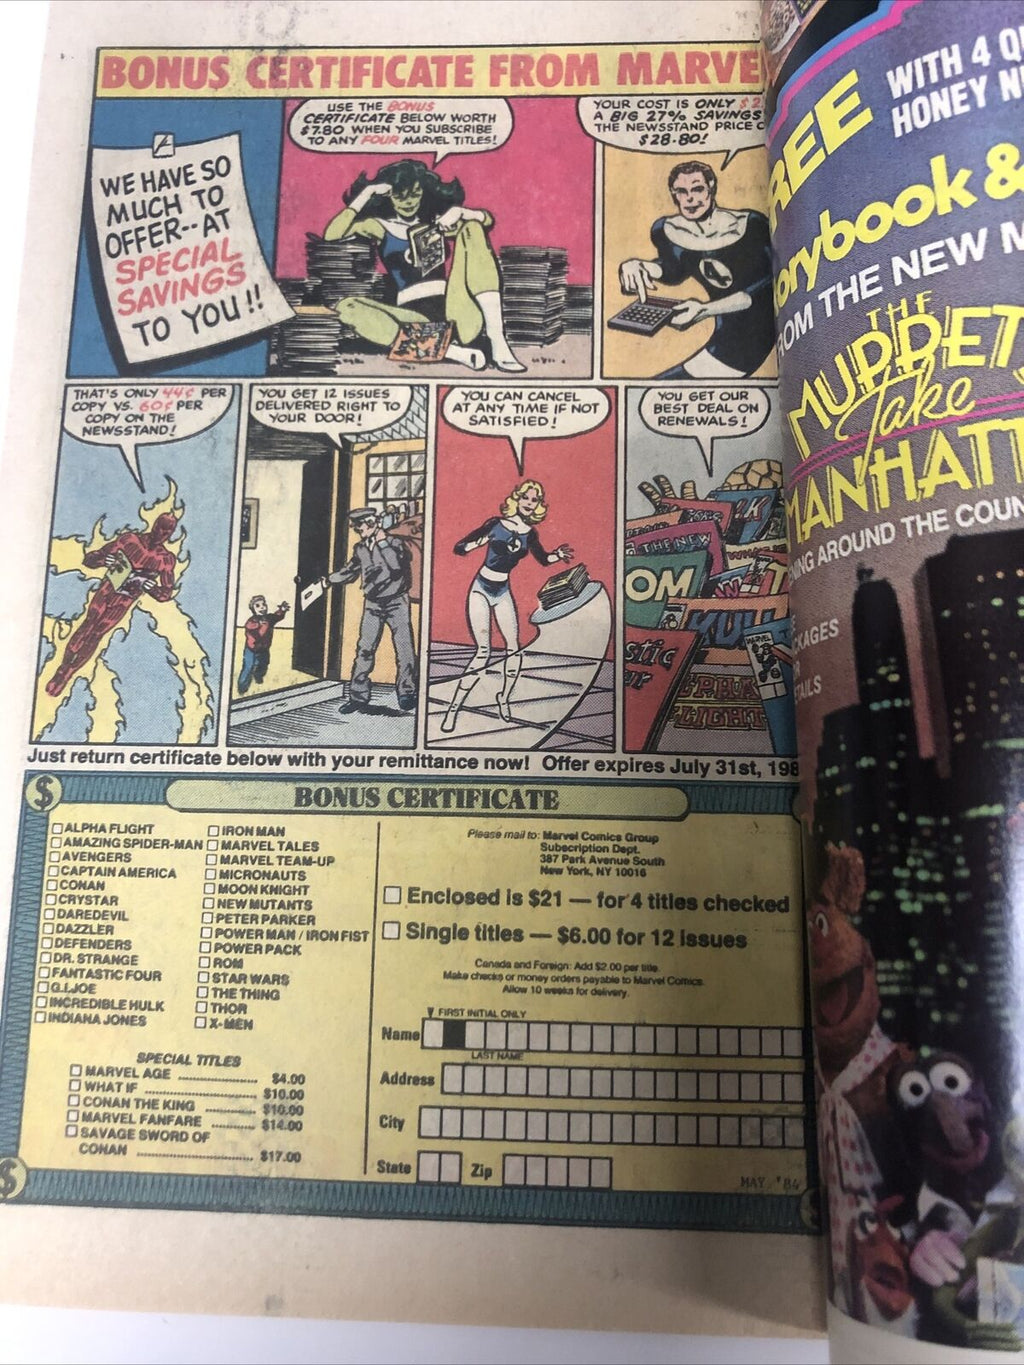 BONUS CERTIFICATE FROM MARVE
WE HAVE SO
MUCH TO
OFFER--AT
SPECIAL
SAVINGS
TO YOU!!
USE THE BONUS
CERTIFICATE BELOW WORTH
$7.80 WHEN YOU SUBSCRIBE
TO ANY FOUR MARVEL TITLES!
YOUR COST IS ONLY $2
A BIG 27% SAVINGS
THE NEWSSTAND PRICE
$28.80!
THAT'S ONLY 44¢ PER
COPY VS. 60¢ PER
COPY ON THE
NEWSSTAND!
YOU GET 12 ISSUES
DELIVERED RIGHT TO
YOUR DOOR!
YOU CAN CANCEL
AT ANY TIME IF NOT
SATISFIED!
YOU GET OUR
BEST DEAL ON
RENEWALS!
THE NEW
OM
ALPHA
FLIGHT
MARVEL
Just return certificate below with your remittance now! Offer expires July 31st, 198
BONUS CERTIFICATE
ALPHA FLIGHT
AMAZING SPIDER-MAN
AVENGERS
CAPTAIN AMERICA
CONAN
CRYSTAR
DAREDEVIL
DAZZLER
DEFENDERS
DR. STRANGE
FANTASTIC FOUR
G.I.JOE
INCREDIBLE HULK
INDIANA JONES
IRON MAN
MARVEL TALES
MARVEL TEAM-UP
MICRONAUTS
MOON KNIGHT
NEW MUTANTS
PETER PARKER
POWER MAN / IRON FIST
POWER PACK
ROM
STAR WARS
THE THING
THOR
X-MEN
SPECIAL TITLES
MARVEL AGE ........ $4.00
WHAT IF ........ $10.00
CONAN THE KING ........ $10.00
MARVEL FANFARE ........ $14.00
SAVAGE SWORD OF
CONAN ........ $17.00
Please mail to: Marvel Comics Group
Subscription Dept.
387 Park Avenue South
New York, NY 10016
Enclosed is $21 — for 4 titles checked
Single titles — $6.00 for 12 issues
Canada and Foreign: Add $2.00 per title.
Make checks or money orders payable to Marvel Comics.
Allow 10 weeks for delivery.
FIRST INITIAL ONLY
Name
LAST NAME
Address
City
State Zip
MAY '84
REE
WITH 4 QU
HONEY N
orybook &
OM THE NEW M
THE
MUPPET
Take
MANHATT
ING AROUND THE COUN
KAGES
TAILS